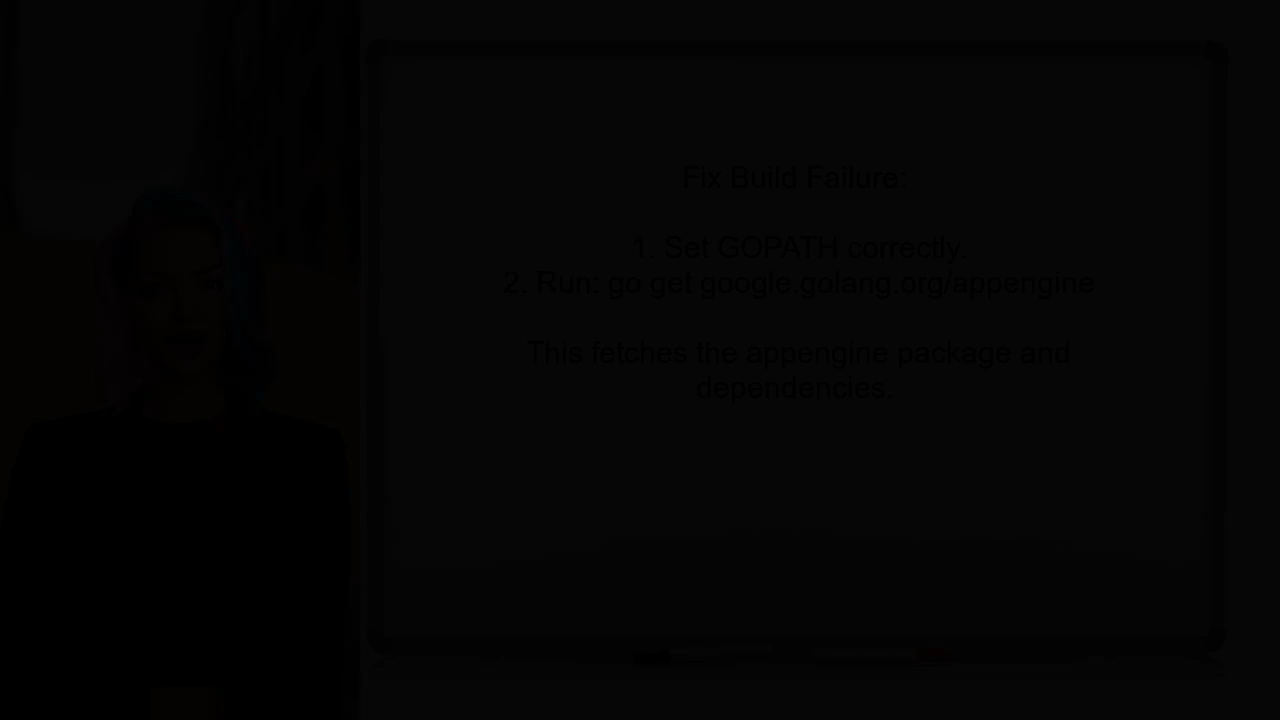 Fix Build Failure:
1. Set GOPATH correctly.
2. Run: go get google.golang.org/appengine
This fetches the appengine package and
dependencies.